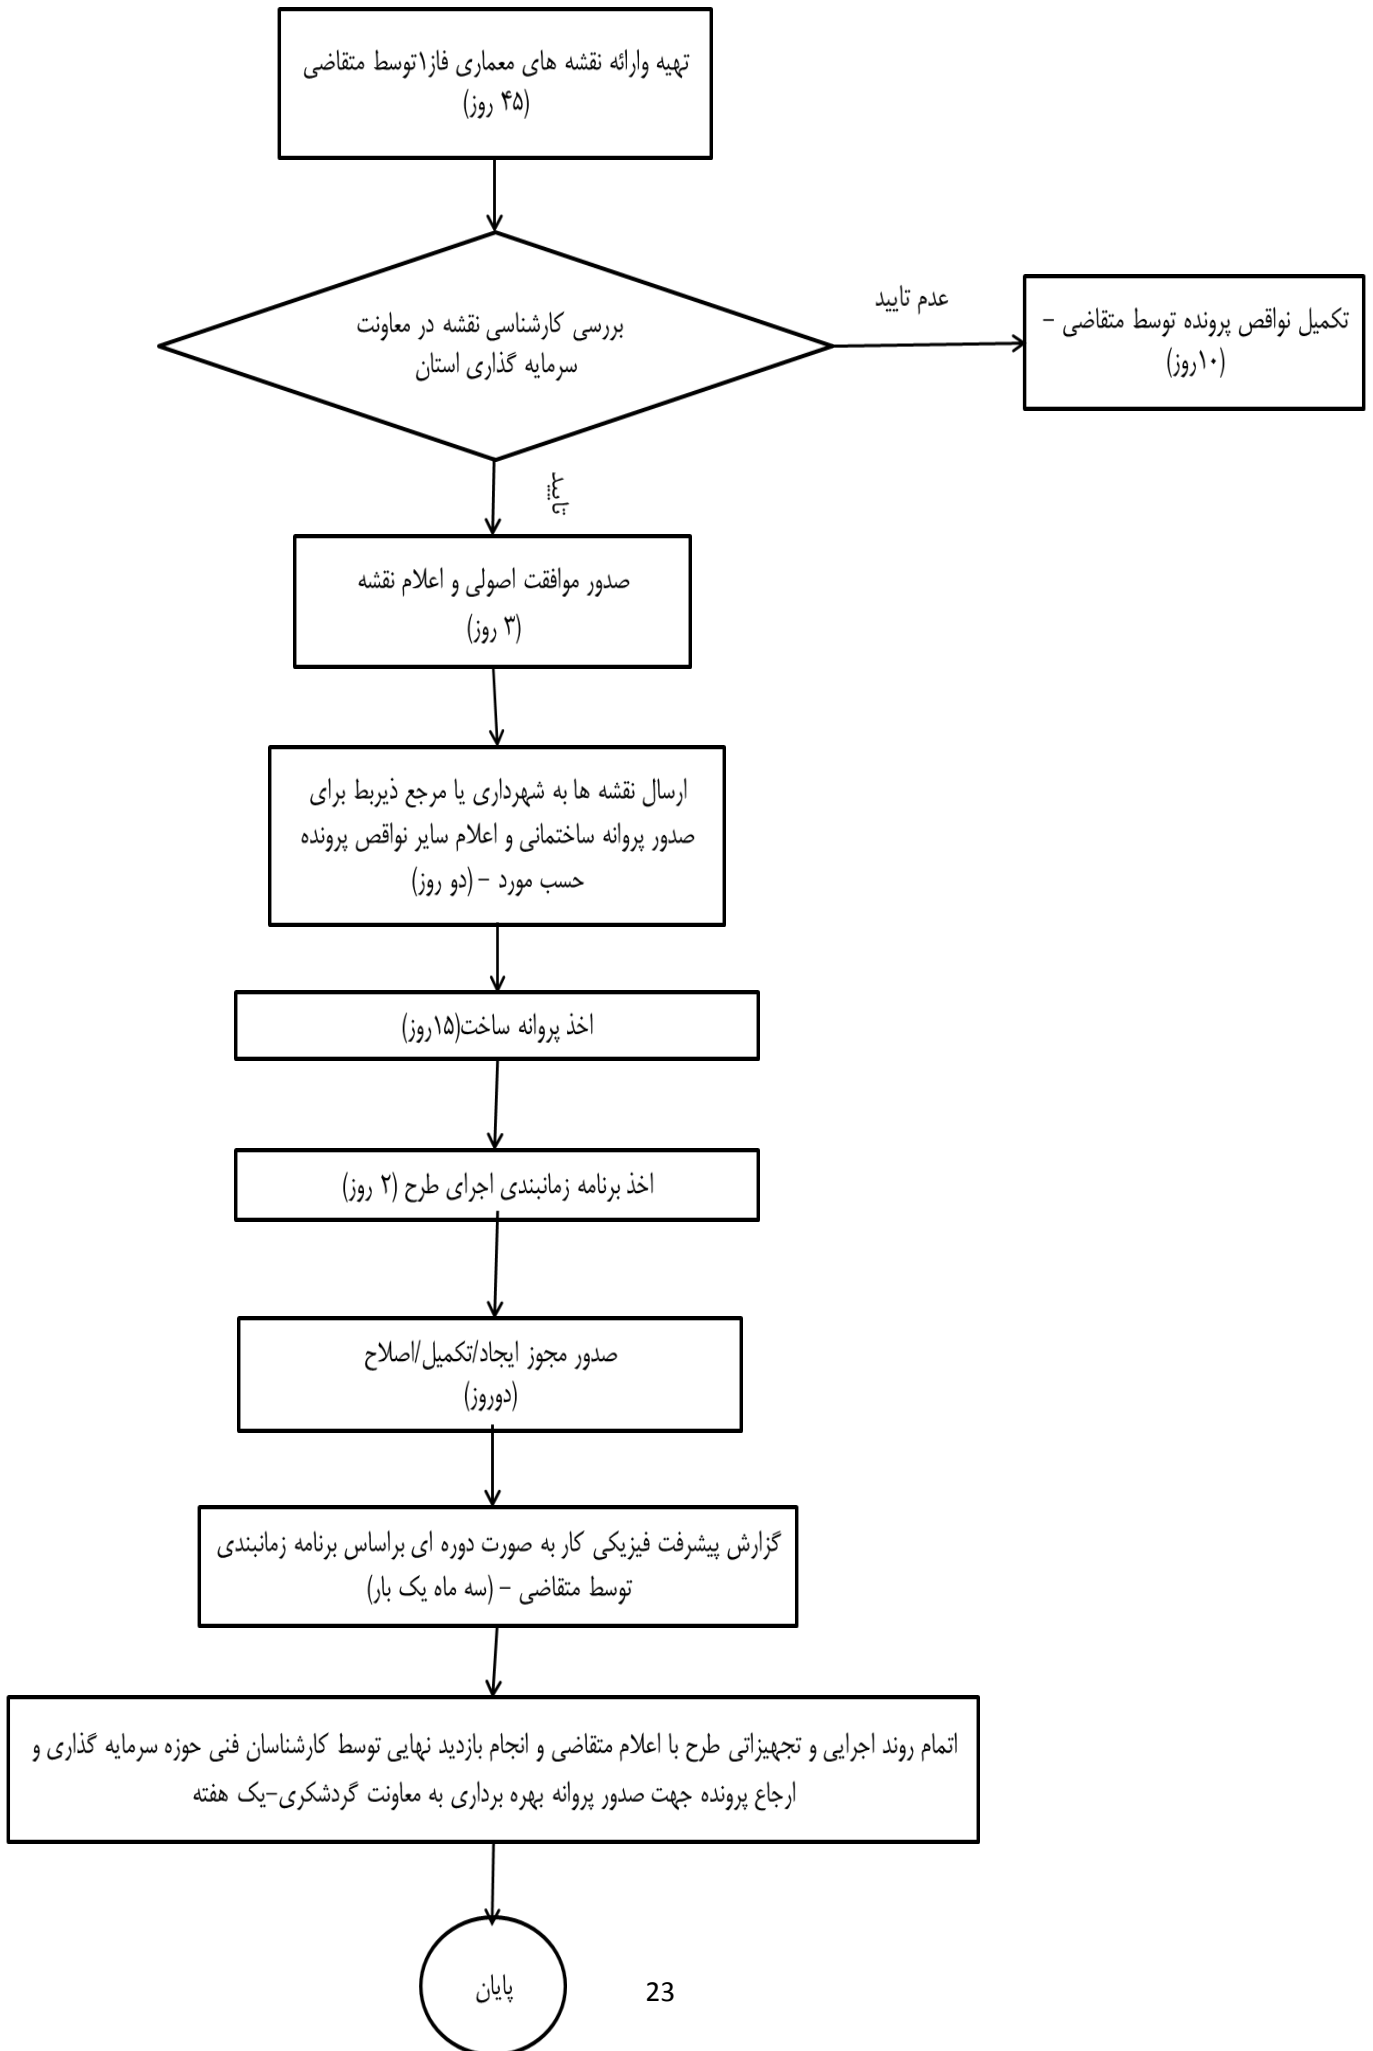 تهیه وارائه نقشه های معماری فاز۱توسط متقاضی
(۴۵ روز)
بررسی کارشناسی نقشه در معاونت
سرمایه گذاری استان
عدم تایید
تکمیل نواقص پرونده توسط متقاضی –
(۱۰روز)
تایید
صدور موافقت اصولی و اعلام نقشه
(۳ روز)
ارسال نقشه ها به شهرداری یا مرجع ذیربط برای
صدور پروانه ساختمانی و اعلام سایر نواقص پرونده
حسب مورد – (دو روز)
اخذ پروانه ساخت(۱۵روز)
اخذ برنامه زمانبندی اجرای طرح (۲ روز)
صدور مجوز ایجاد/تکمیل/اصلاح
(دوروز)
گزارش پیشرفت فیزیکی کار به صورت دوره ای براساس برنامه زمانبندی
توسط متقاضی – (سه ماه یک بار)
اتمام روند اجرایی و تجهیزاتی طرح با اعلام متقاضی و انجام بازدید نهایی توسط کارشناسان فنی حوزه سرمایه گذاری و
ارجاع پرونده جهت صدور پروانه بهره برداری به معاونت گردشکری–یک هفته
پایان
23